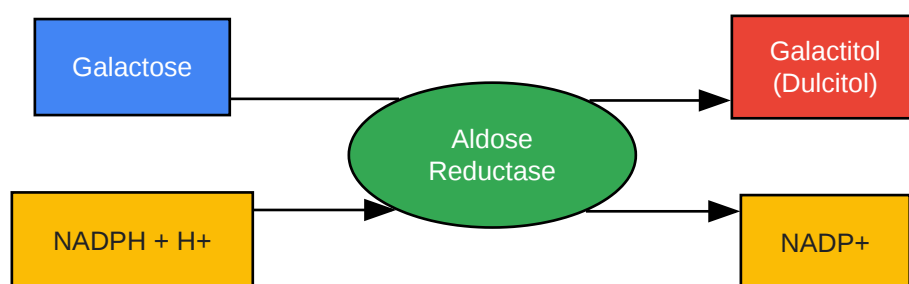 Galactose
Galactitol
(Dulcitol)
Aldose
Reductase
NADPH + H+
NADP+